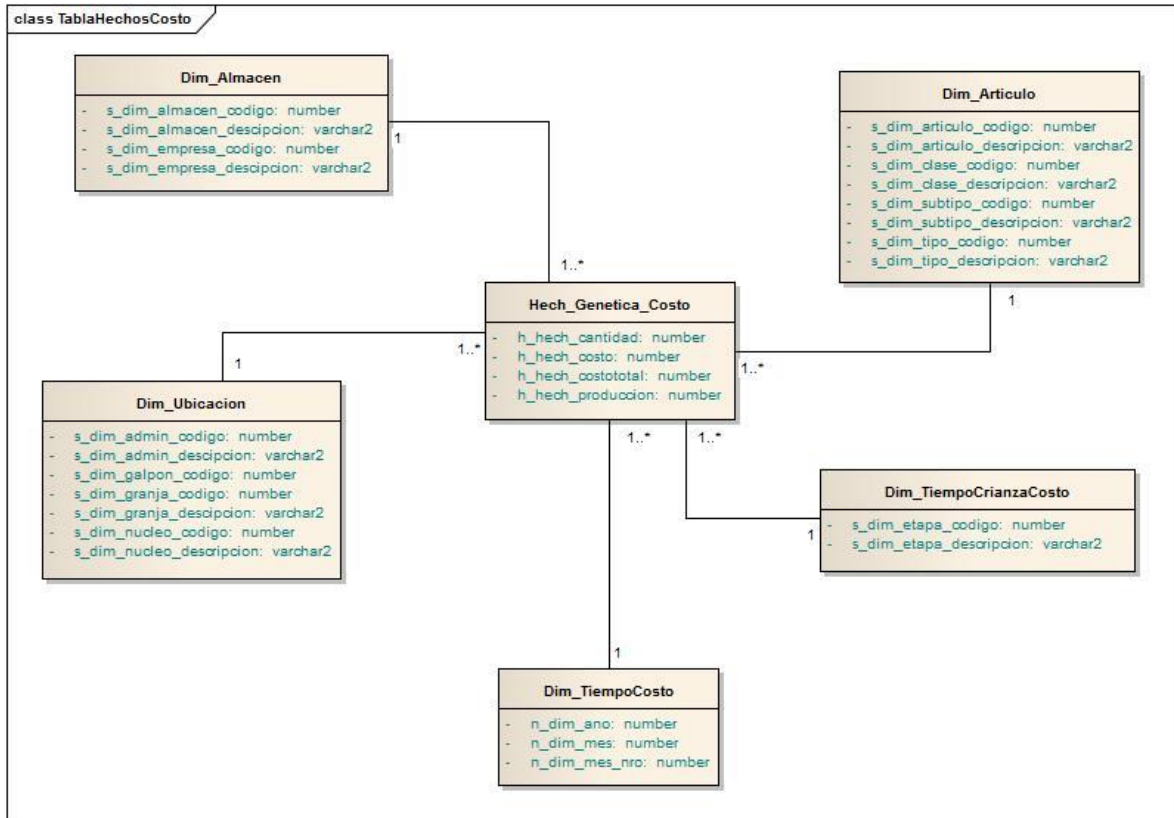 class TablaHechosCosto
Dim_Almacen
- s_dim_almacen_codigo: number
- s_dim_almacen_descipcion: varchar2
- s_dim_empresa_codigo: number
- s_dim_empresa_descipcion: varchar2
1
1..*
Dim_Articulo
- s_dim_articulo_codigo: number
- s_dim_articulo_descripcion: varchar2
- s_dim_clase_codigo: number
- s_dim_clase_descripcion: varchar2
- s_dim_subtipo_codigo: number
- s_dim_subtipo_descripcion: varchar2
- s_dim_tipo_codigo: number
- s_dim_tipo_descripcion: varchar2
1
1..*
Hech_Genetica_Costo
- h_hech_cantidad: number
- h_hech_costo: number
- h_hech_costototal: number
- h_hech_produccion: number
1..*
1
Dim_Ubicacion
- s_dim_admin_codigo: number
- s_dim_admin_descipcion: varchar2
- s_dim_galpon_codigo: number
- s_dim_granja_codigo: number
- s_dim_granja_descipcion: varchar2
- s_dim_nucleo_codigo: number
- s_dim_nucleo_descripcion: varchar2
1..*
1..*
Dim_TiempoCrianzaCosto
- s_dim_etapa_codigo: number
- s_dim_etapa_descripcion: varchar2
1
1
Dim_TiempoCosto
- n_dim_ano: number
- n_dim_mes: number
- n_dim_mes_nro: number